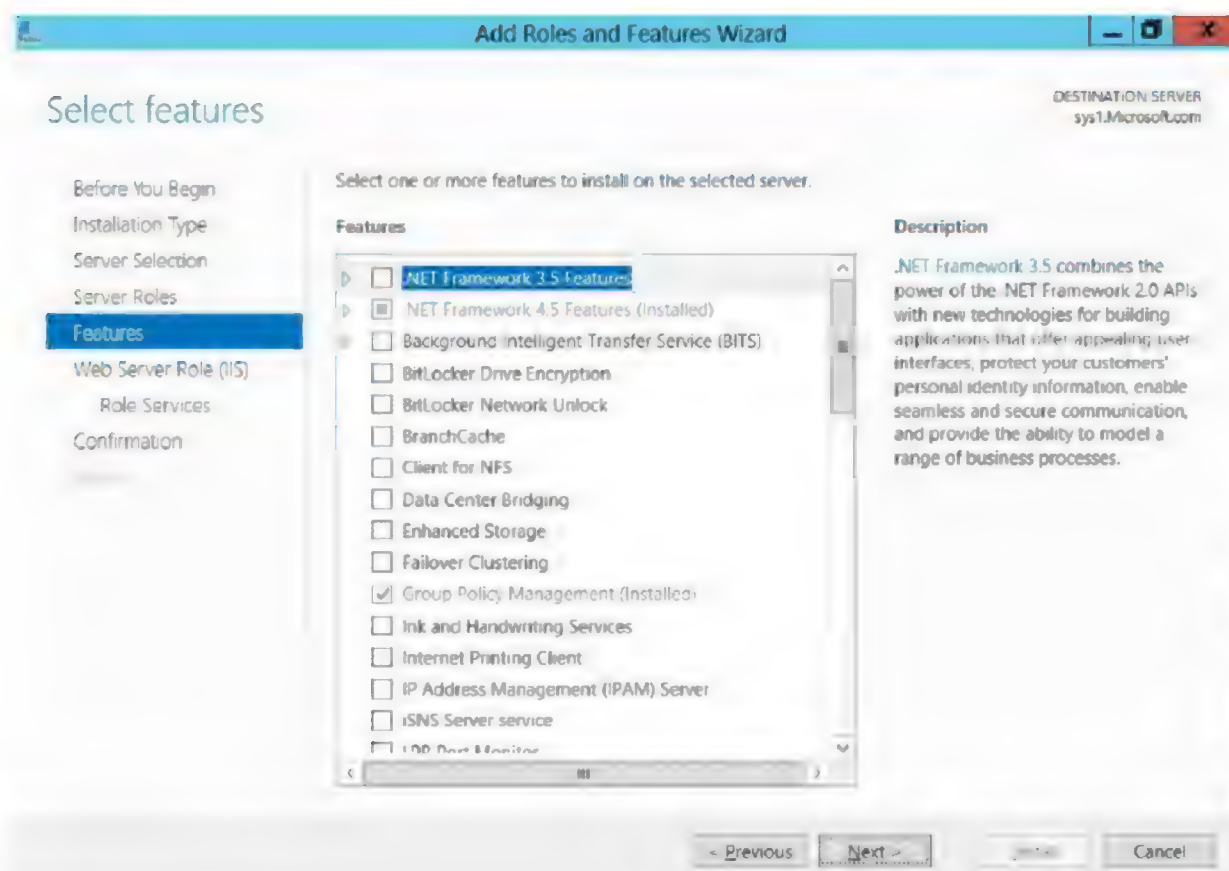 Add Roles and Features Wizard
Select features
DESTINATION SERVER
sys1.Microsoft.com
Before You Begin
Installation Type
Server Selection
Server Roles
Features
Web Server Role (IIS)
Role Services
Confirmation
Select one or more features to install on the selected server.
Features
.NET Framework 3.5 Features
.NET Framework 4.5 Features (Installed)
Background Intelligent Transfer Service (BITS)
BitLocker Drive Encryption
BitLocker Network Unlock
BranchCache
Client for NFS
Data Center Bridging
Enhanced Storage
Failover Clustering
Group Policy Management (Installed)
Ink and Handwriting Services
Internet Printing Client
IP Address Management (IPAM) Server
iSNS Server service
LPR Port Monitor
Description
.NET Framework 3.5 combines the
power of the .NET Framework 2.0 APIs
with new technologies for building
applications that offer appealing user
interfaces, protect your customers'
personal identity information, enable
seamless and secure communication,
and provide the ability to model a
range of business processes.
< Previous
Next >
Cancel